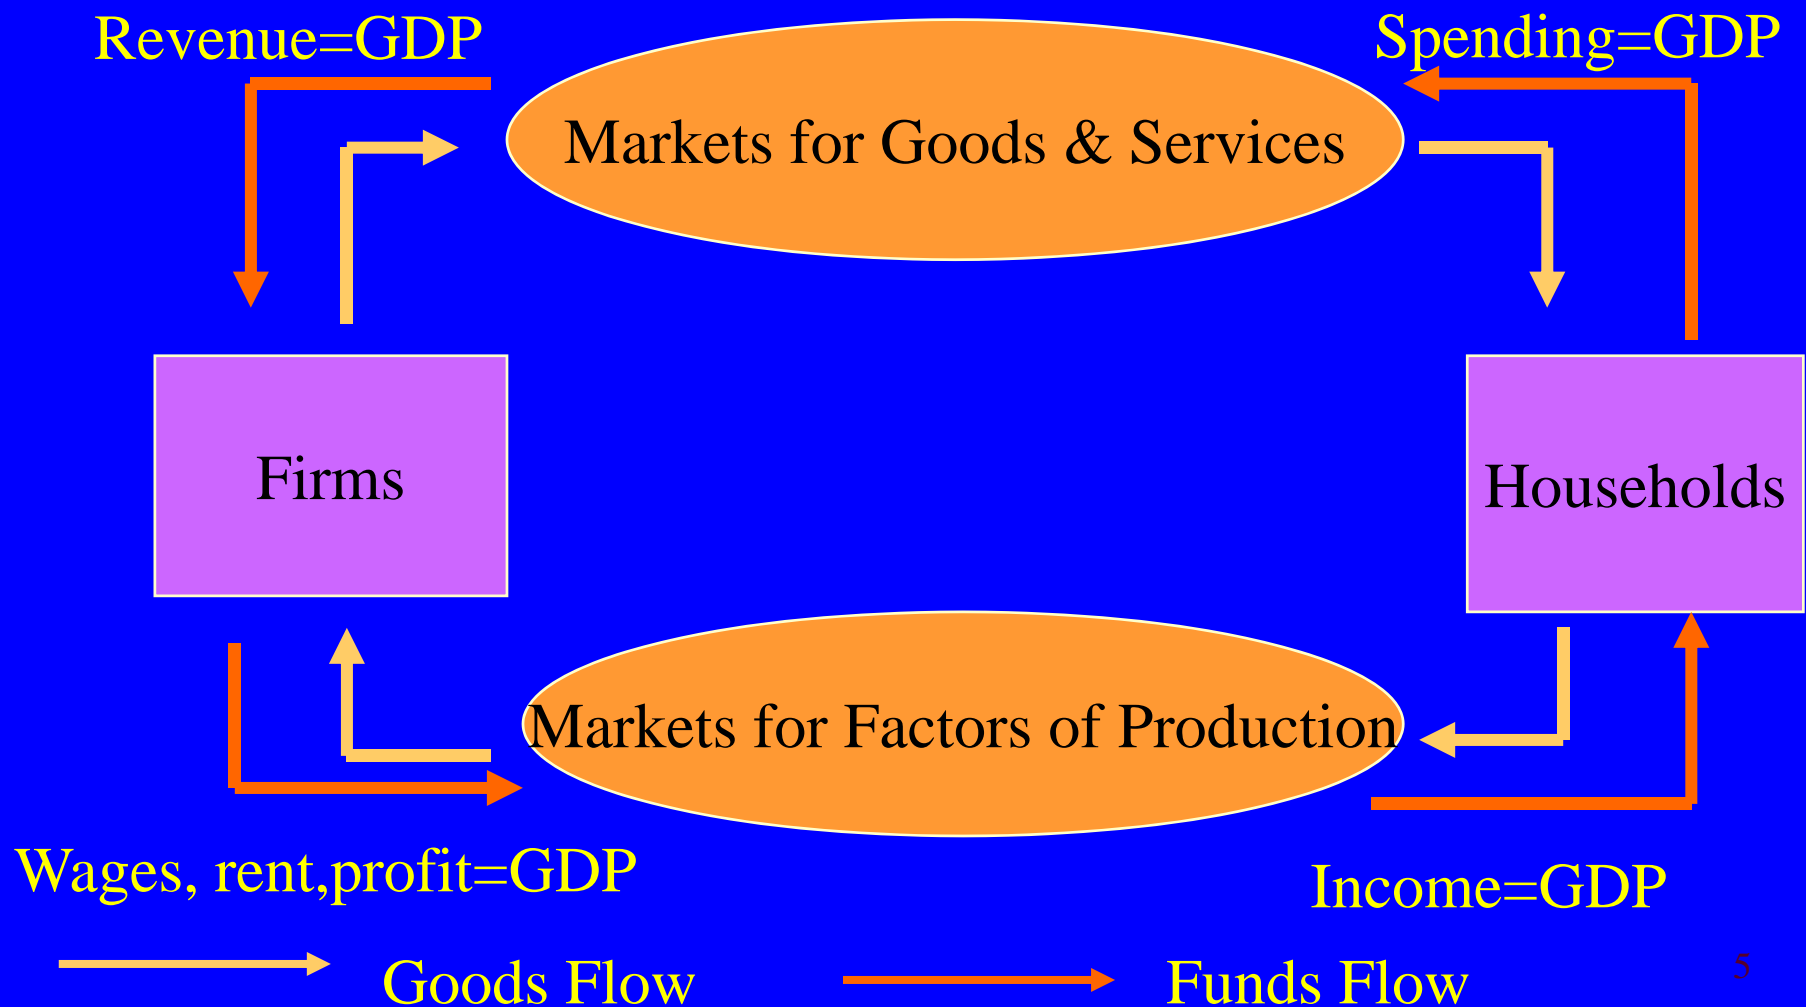 Revenue=GDP
Spending=GDP
Markets for Goods & Services
Firms
Households
Markets for Factors of Production
Wages, rent,profit=GDP
Income=GDP
Goods Flow
Funds Flow
5